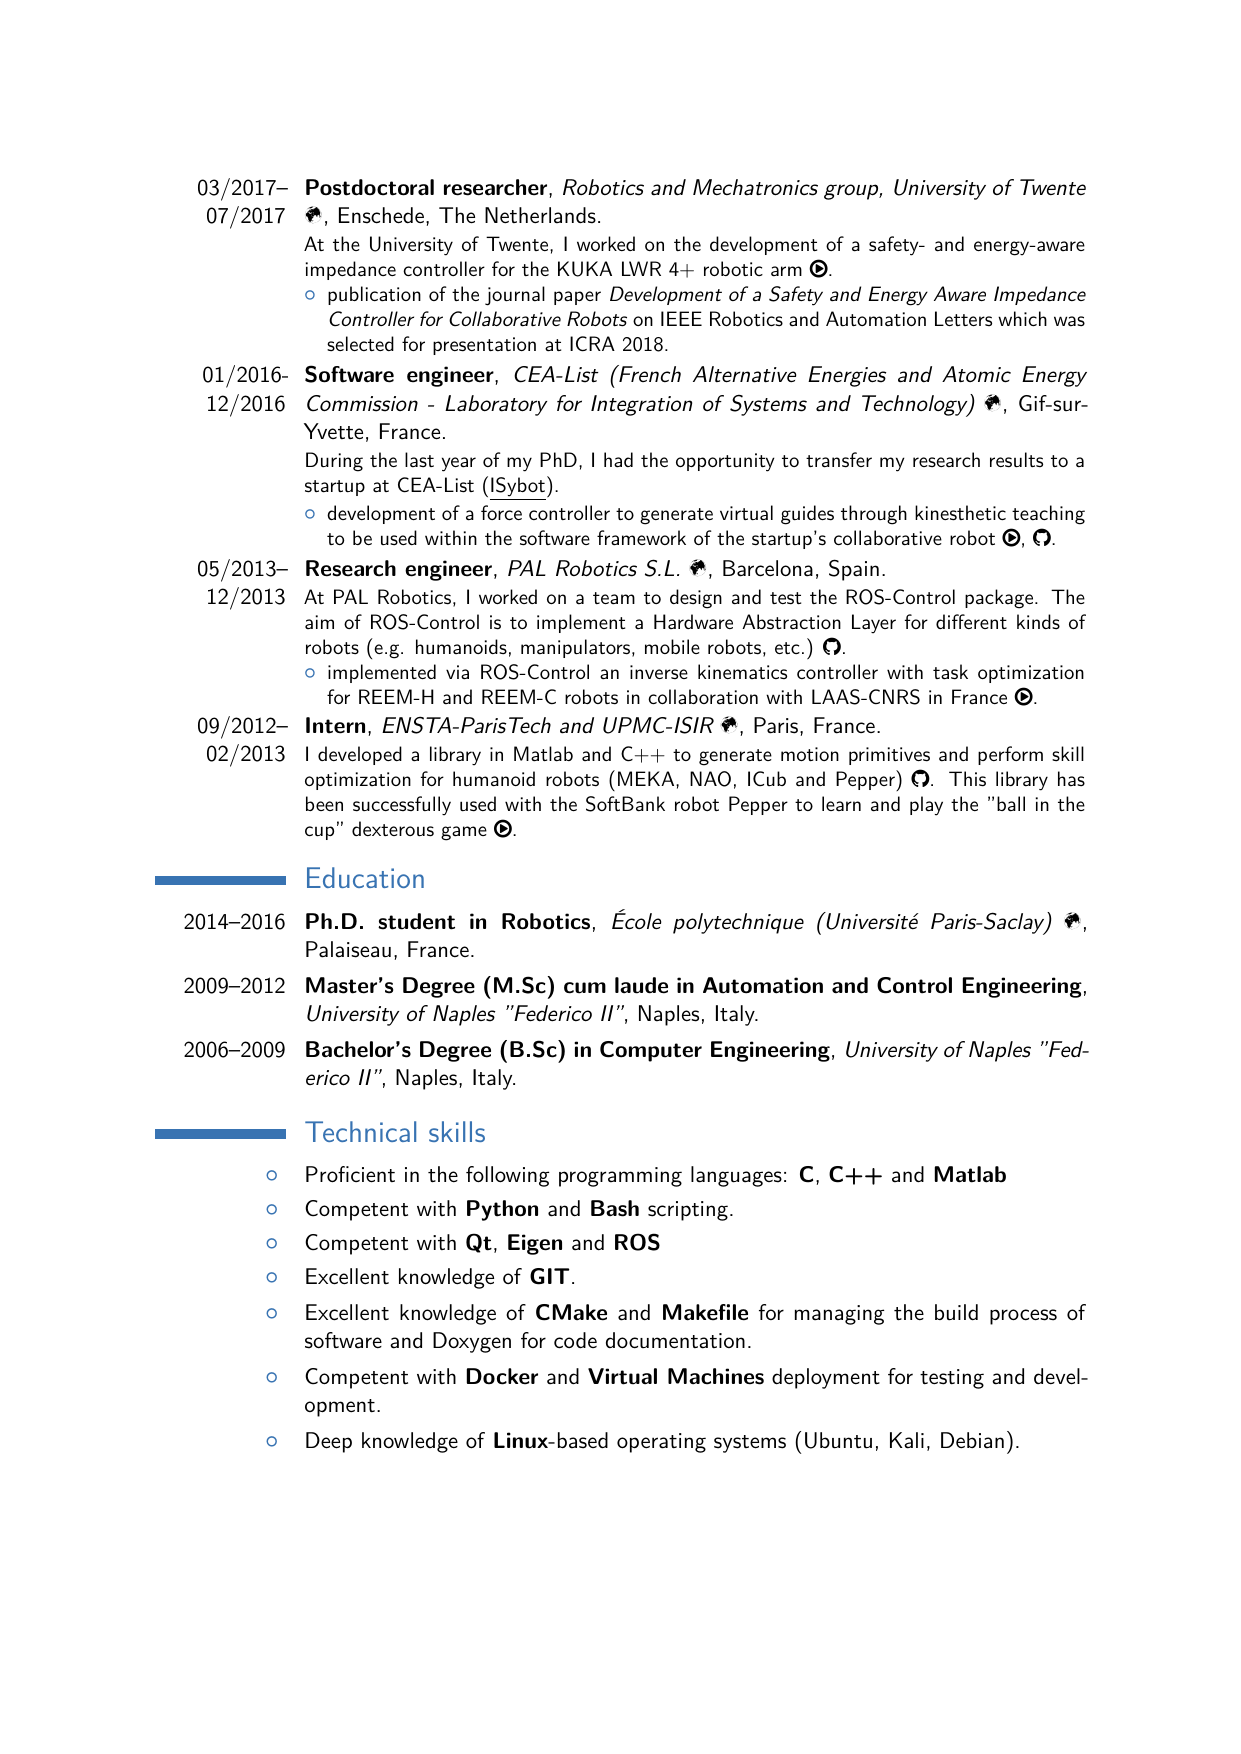 03/2017– Postdoctoral researcher, Robotics and Mechatronics group, University of Twente
07/2017 , Enschede, The Netherlands.
At the University of Twente, I worked on the development of a safety- and energy-aware
impedance controller for the KUKA LWR 4+ robotic arm .
publication of the journal paper Development of a Safety and Energy Aware Impedance
Controller for Collaborative Robots on IEEE Robotics and Automation Letters which was
selected for presentation at ICRA 2018.
01/2016- Software engineer, CEA-List (French Alternative Energies and Atomic Energy
12/2016 Commission - Laboratory for Integration of Systems and Technology) , Gif-sur-
Yvette, France.
During the last year of my PhD, I had the opportunity to transfer my research results to a
startup at CEA-List (ISybot).
development of a force controller to generate virtual guides through kinesthetic teaching
to be used within the software framework of the startup's collaborative robot , .
05/2013– Research engineer, PAL Robotics S.L. , Barcelona, Spain.
12/2013 At PAL Robotics, I worked on a team to design and test the ROS-Control package. The
aim of ROS-Control is to implement a Hardware Abstraction Layer for different kinds of
robots (e.g. humanoids, manipulators, mobile robots, etc.) .
implemented via ROS-Control an inverse kinematics controller with task optimization
for REEM-H and REEM-C robots in collaboration with LAAS-CNRS in France .
09/2012– Intern, ENSTA-ParisTech and UPMC-ISIR , Paris, France.
02/2013 I developed a library in Matlab and C++ to generate motion primitives and perform skill
optimization for humanoid robots (MEKA, NAO, ICub and Pepper) . This library has
been successfully used with the SoftBank robot Pepper to learn and play the ”ball in the
cup” dexterous game .
Education
2014–2016 Ph.D. student in Robotics, École polytechnique (Université Paris-Saclay) ,
Palaiseau, France.
2009–2012 Master's Degree (M.Sc) cum laude in Automation and Control Engineering,
University of Naples ”Federico II”, Naples, Italy.
2006–2009 Bachelor's Degree (B.Sc) in Computer Engineering, University of Naples ”Fed-
erico II”, Naples, Italy.
Technical skills
Proficient in the following programming languages: C, C++ and Matlab
Competent with Python and Bash scripting.
Competent with Qt, Eigen and ROS
Excellent knowledge of GIT.
Excellent knowledge of CMake and Makefile for managing the build process of
software and Doxygen for code documentation.
Competent with Docker and Virtual Machines deployment for testing and devel-
opment.
Deep knowledge of Linux-based operating systems (Ubuntu, Kali, Debian).